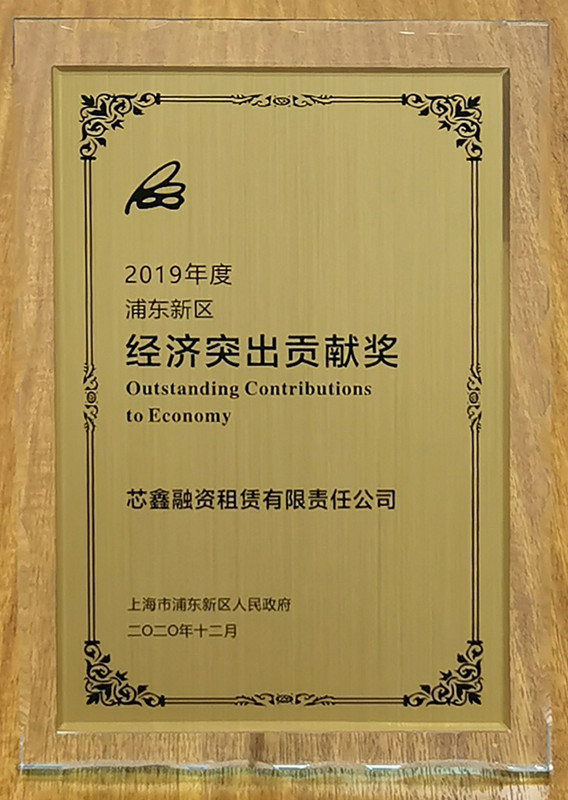 2019年度
浦东新区
经济突出贡献奖
Outstanding Contributions
to Economy
芯鑫融资租赁有限责任公司
上海市浦东新区人民政府
二〇二〇年十二月